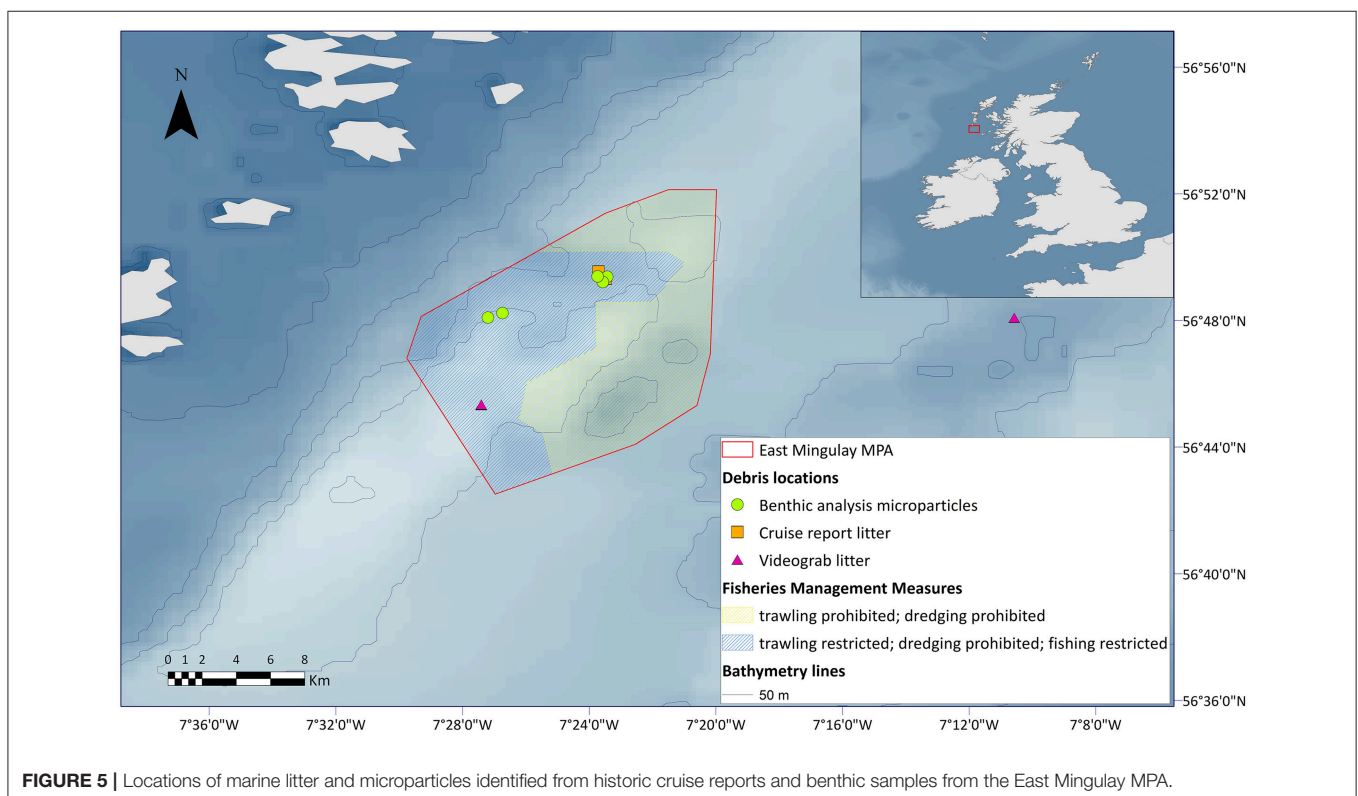 N
56°56'0"N
56°52'0"N
56°48'0"N
56°44'0"N
56°40'0"N
56°36'0"N
East Mingulay MPA
Debris locations
Benthic analysis microparticles
Cruise report litter
Videograb litter
Fisheries Management Measures
trawling prohibited; dredging prohibited
trawling restricted; dredging prohibited; fishing restricted
Bathymetry lines
50 m
0 1 2 4 6 8
Km
7°36'0"W 7°32'0"W 7°28'0"W 7°24'0"W 7°20'0"W 7°16'0"W 7°12'0"W 7°8'0"W
FIGURE 5 | Locations of marine litter and microparticles identified from historic cruise reports and benthic samples from the East Mingulay MPA.